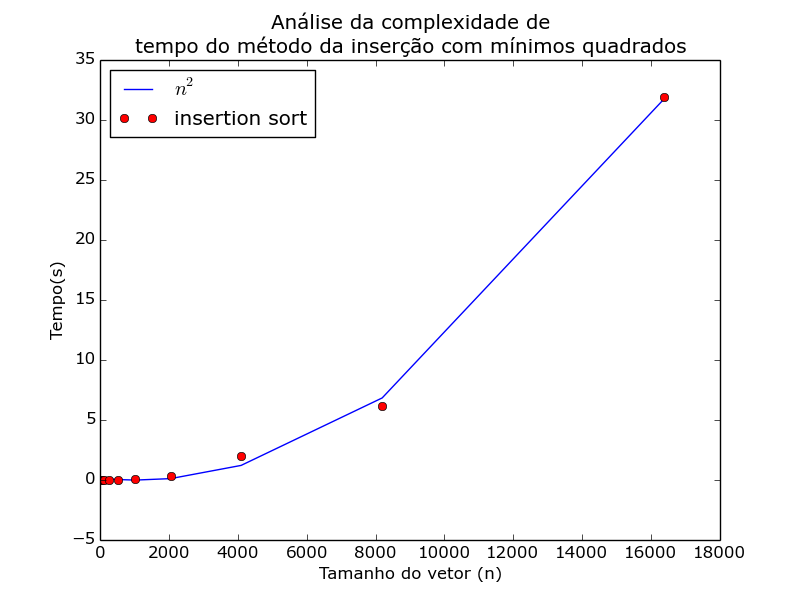 Análise da complexidade de
tempo do método da inserção com mínimos quadrados
n²
insertion sort
35
30
25
20
15
10
5
0
−5
Tempo(s)
0 2000 4000 6000 8000 10000 12000 14000 16000 18000
Tamanho do vetor (n)